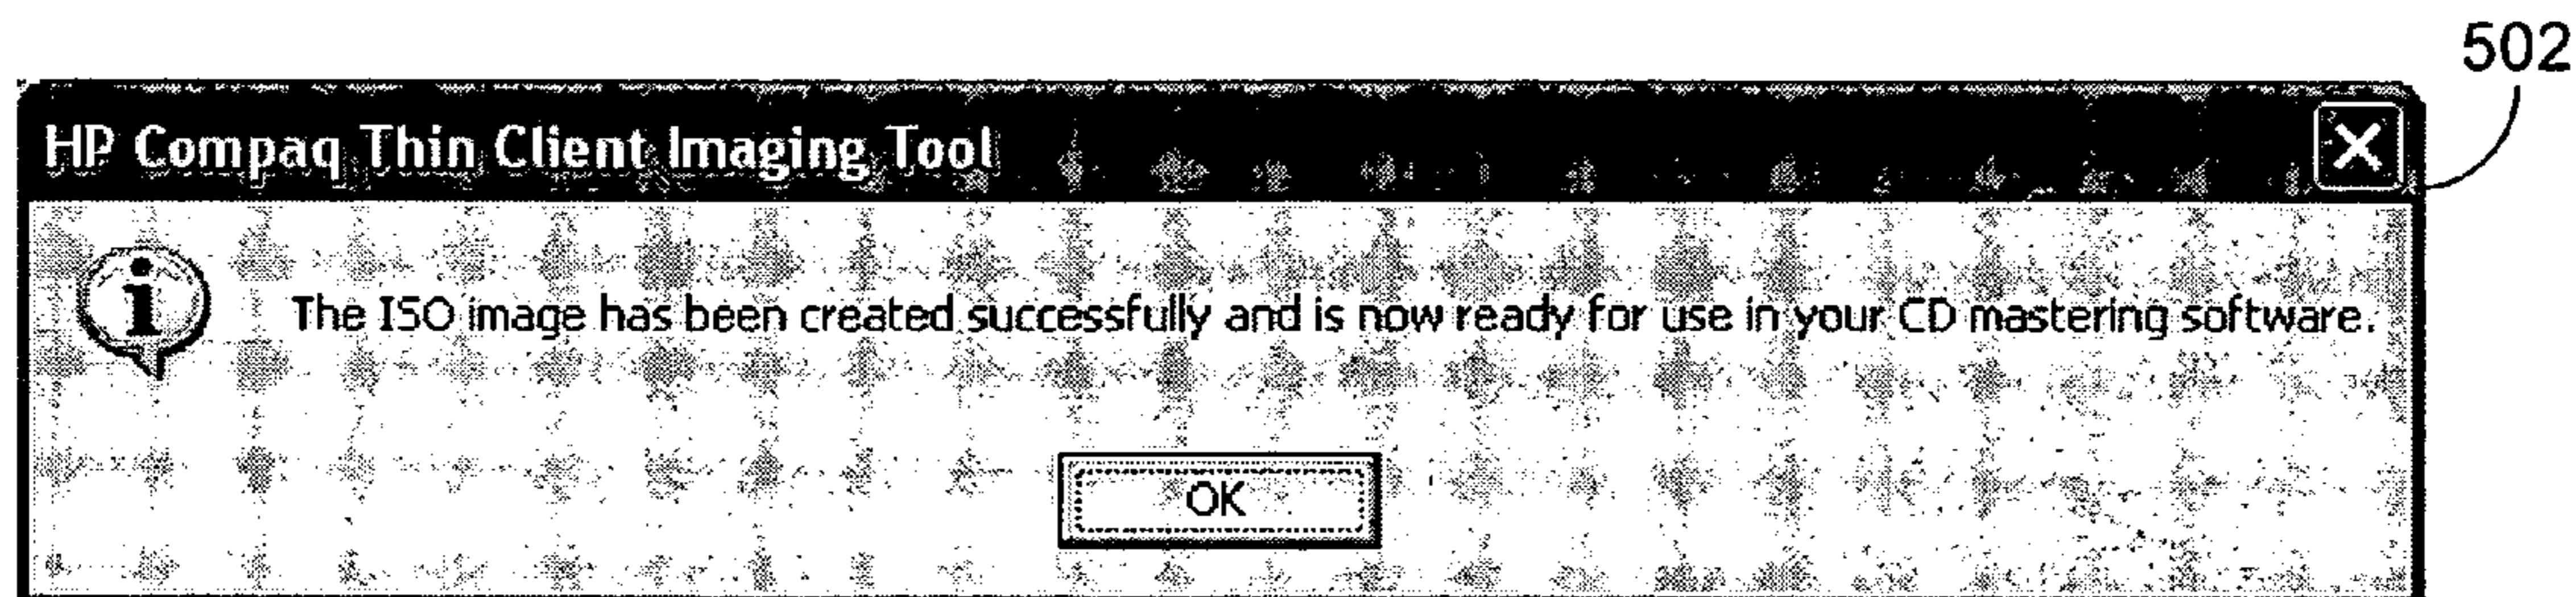 502
HP Compaq Thin Client Imaging Tool
The ISO image has been created successfully and is now ready for use in your CD mastering software.
OK